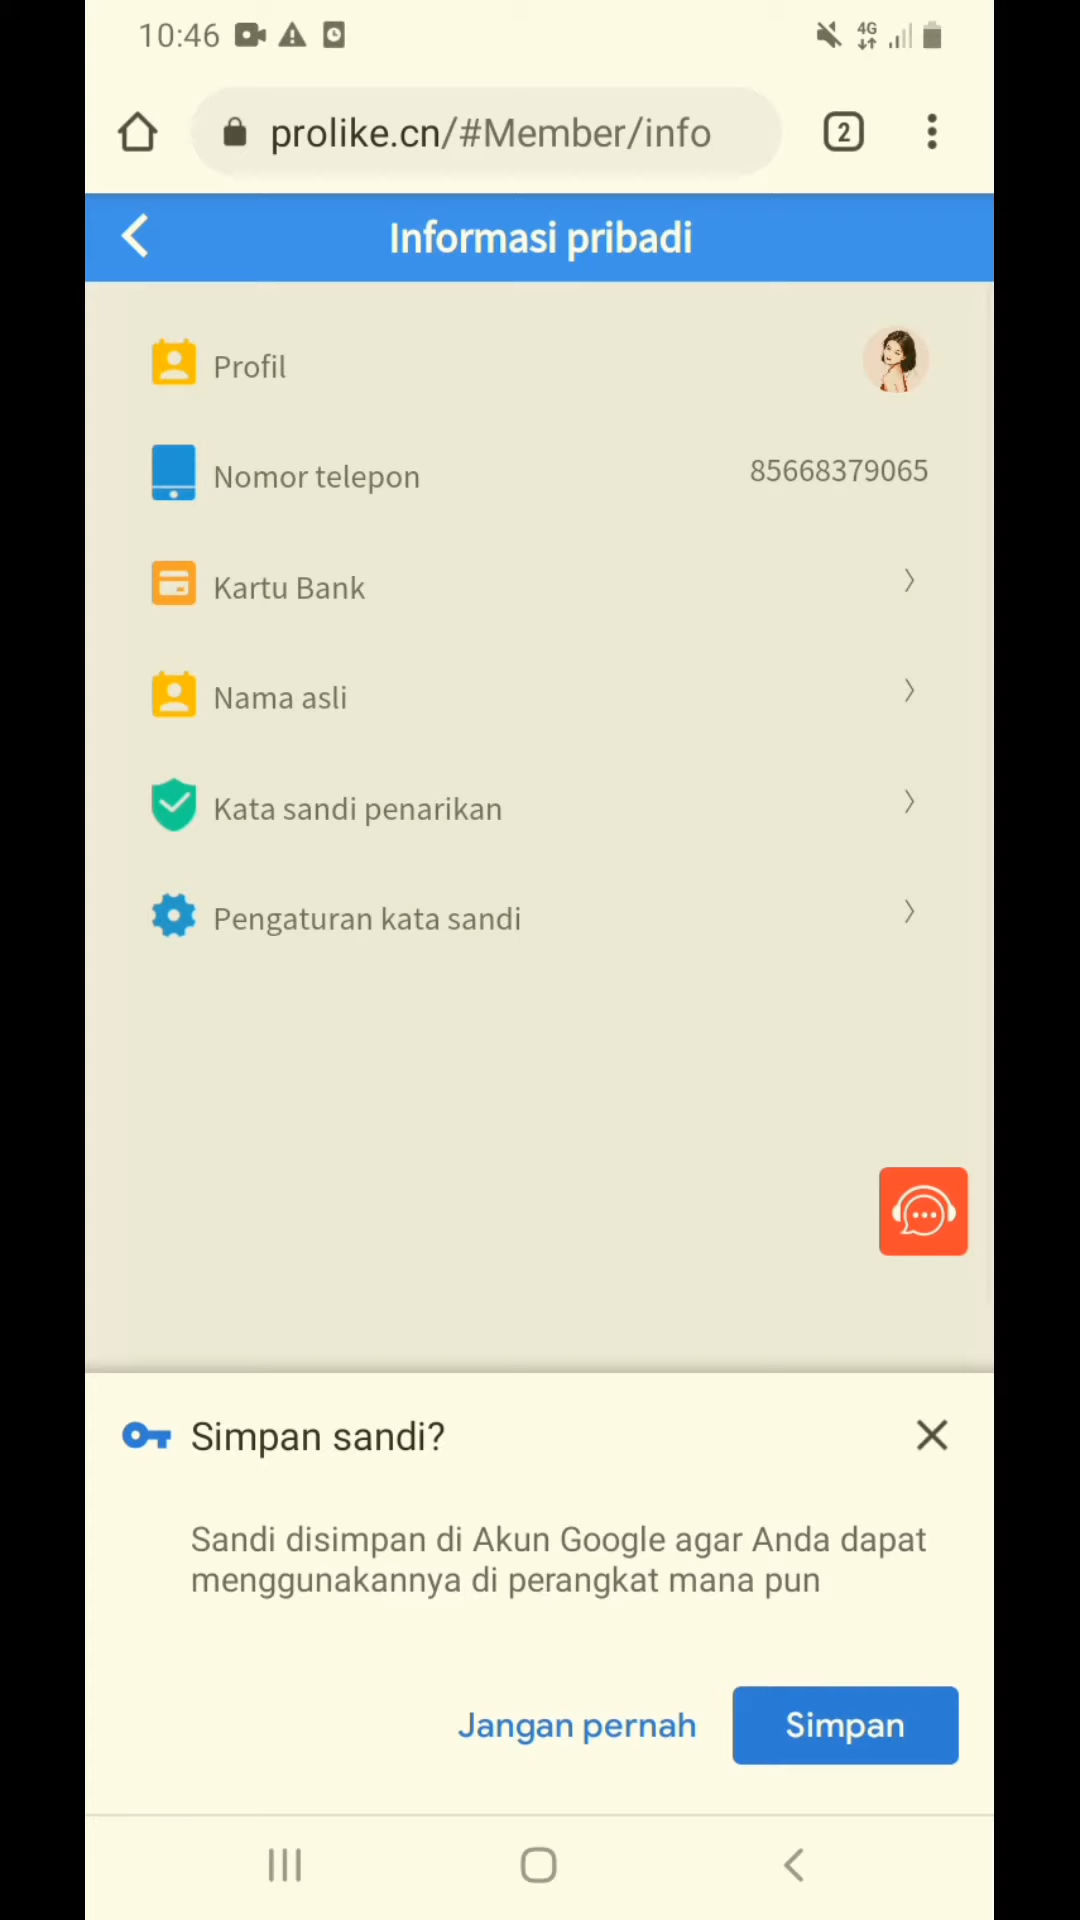 10:46
4G
prolike.cn/#Member/info
2
Informasi pribadi
Profil
Nomor telepon
85668379065
Kartu Bank
Nama asli
Kata sandi penarikan
Pengaturan kata sandi
Simpan sandi?
Sandi disimpan di Akun Google agar Anda dapat
menggunakannya di perangkat mana pun
Jangan pernah
Simpan